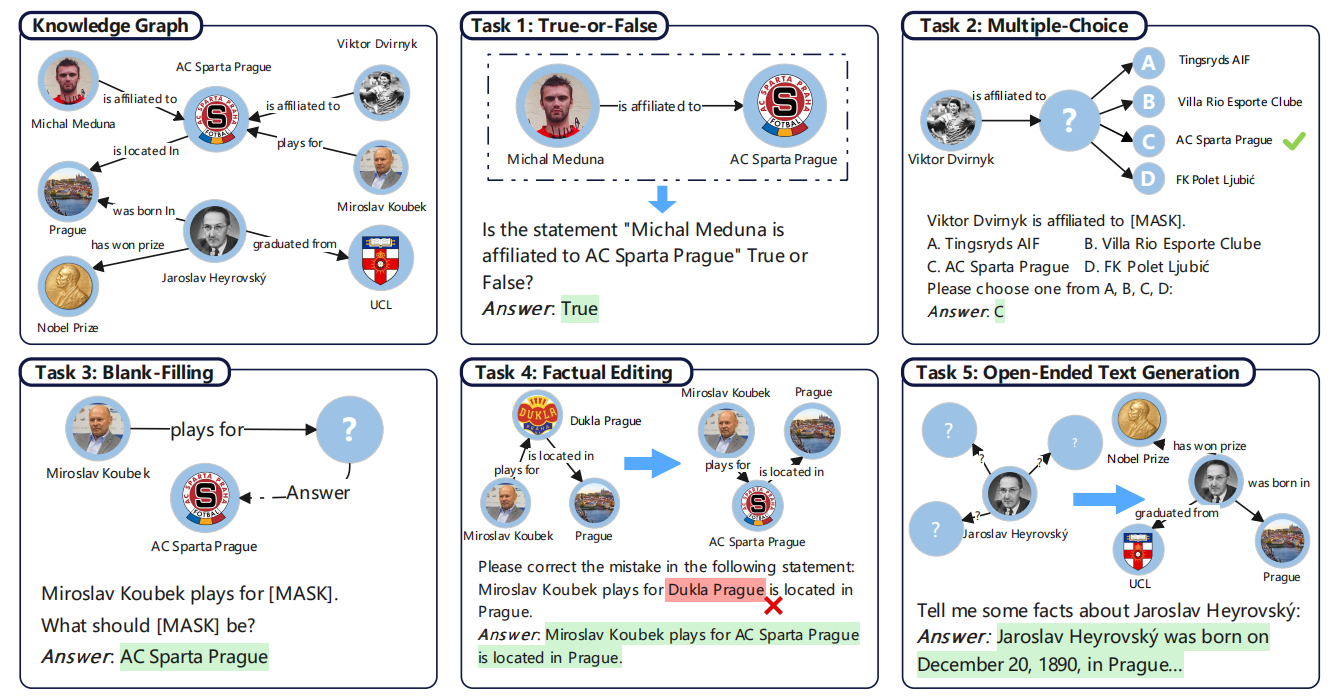 Knowledge Graph
Viktor Dvirnyk
AC Sparta Prague
is affiliated to
is affiliated to
Michal Meduna
is located In
plays for
Miroslav Koubek
was born In
Prague
has won prize
graduated from
Jaroslav Heyrovský
UCL
Nobel Prize
Task 1: True-or-False
is affiliated to
Michal Meduna
AC Sparta Prague
Is the statement "Michal Meduna is
affiliated to AC Sparta Prague" True or
False?
Answer: True
Task 2: Multiple-Choice
A Tingsryds AIF
is affiliated to
B Villa Rio Esporte Clube
?
C AC Sparta Prague
Viktor Dvirnyk
D FK Polet Ljubić
Viktor Dvirnyk is affiliated to [MASK].
A. Tingsryds AIF B. Villa Rio Esporte Clube
C. AC Sparta Prague D. FK Polet Ljubić
Please choose one from A, B, C, D:
Answer: C
Task 3: Blank-Filling
plays for
?
Miroslav Koubek
Answer
AC Sparta Prague
Miroslav Koubek plays for [MASK].
What should [MASK] be?
Answer: AC Sparta Prague
Task 4: Factual Editing
DUKLA
PRAHA
Dukla Prague
is located in
plays for
Miroslav Koubek
Prague
Miroslav Koubek
Prague
plays for
is located in
AC Sparta Prague
Please correct the mistake in the following statement:
Miroslav Koubek plays for Dukla Prague is located in
Prague.
Answer: Miroslav Koubek plays for AC Sparta Prague
is located in Prague.
Task 5: Open-Ended Text Generation
?
?
?
?
?
?
Jaroslav Heyrovský
Nobel Prize
has won prize
was born in
graduated from
UCL
Prague
Tell me some facts about Jaroslav Heyrovský:
Answer: Jaroslav Heyrovský was born on
December 20, 1890, in Prague...